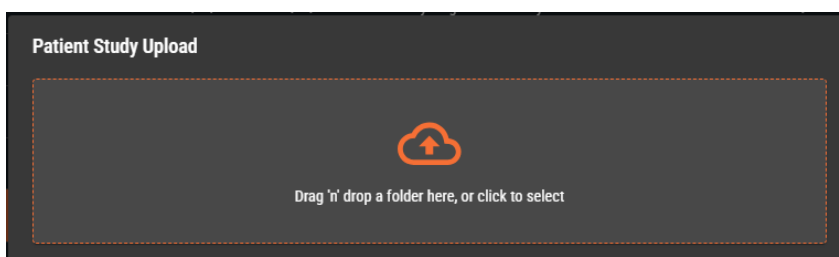 Patient Study Upload
Drag 'n' drop a folder here, or click to select